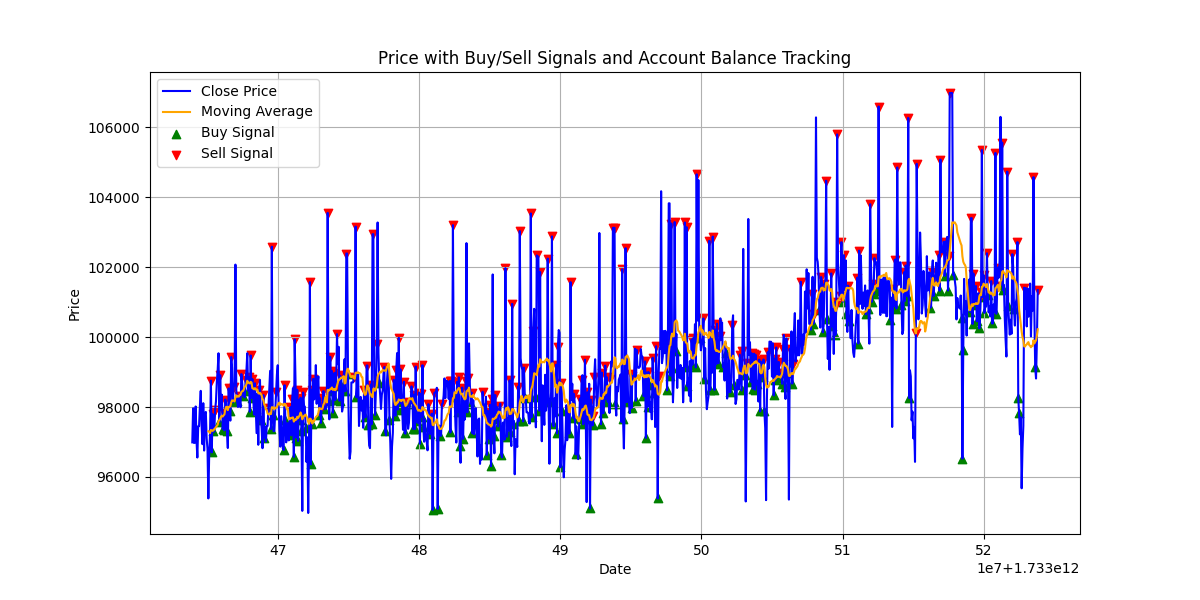 Price with Buy/Sell Signals and Account Balance Tracking
Close Price
Moving Average
Buy Signal
Sell Signal
106000
104000
102000
100000
98000
96000
Price
47 48 49 50 51 52
Date
1e7+1.733e12